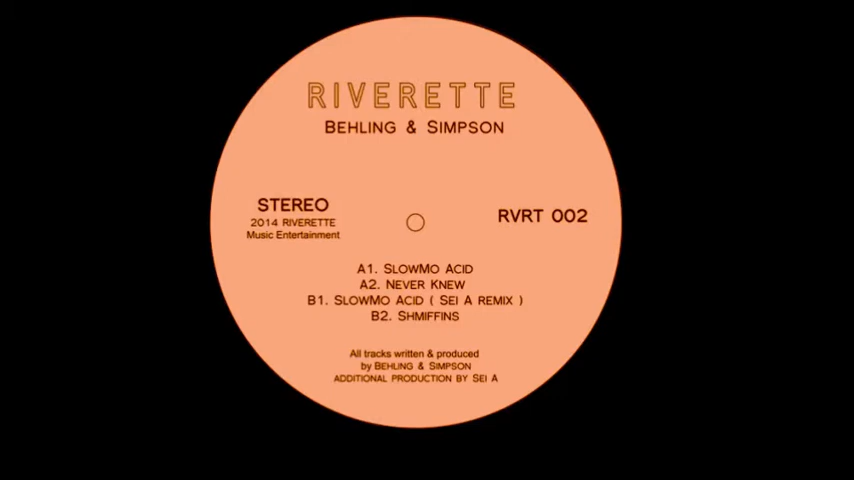 RIVERETTE
BEHLING & SIMPSON
STEREO
2014 RIVERETTE
Music Entertainment
RVRT 002
A1. SLOWMO ACID
A2. NEVER KNEW
B1. SLOWMO ACID ( SEI A REMIX )
B2. SHMIFFINS
All tracks written & produced
by BEHLING & SIMPSON
ADDITIONAL PRODUCTION BY SEI A